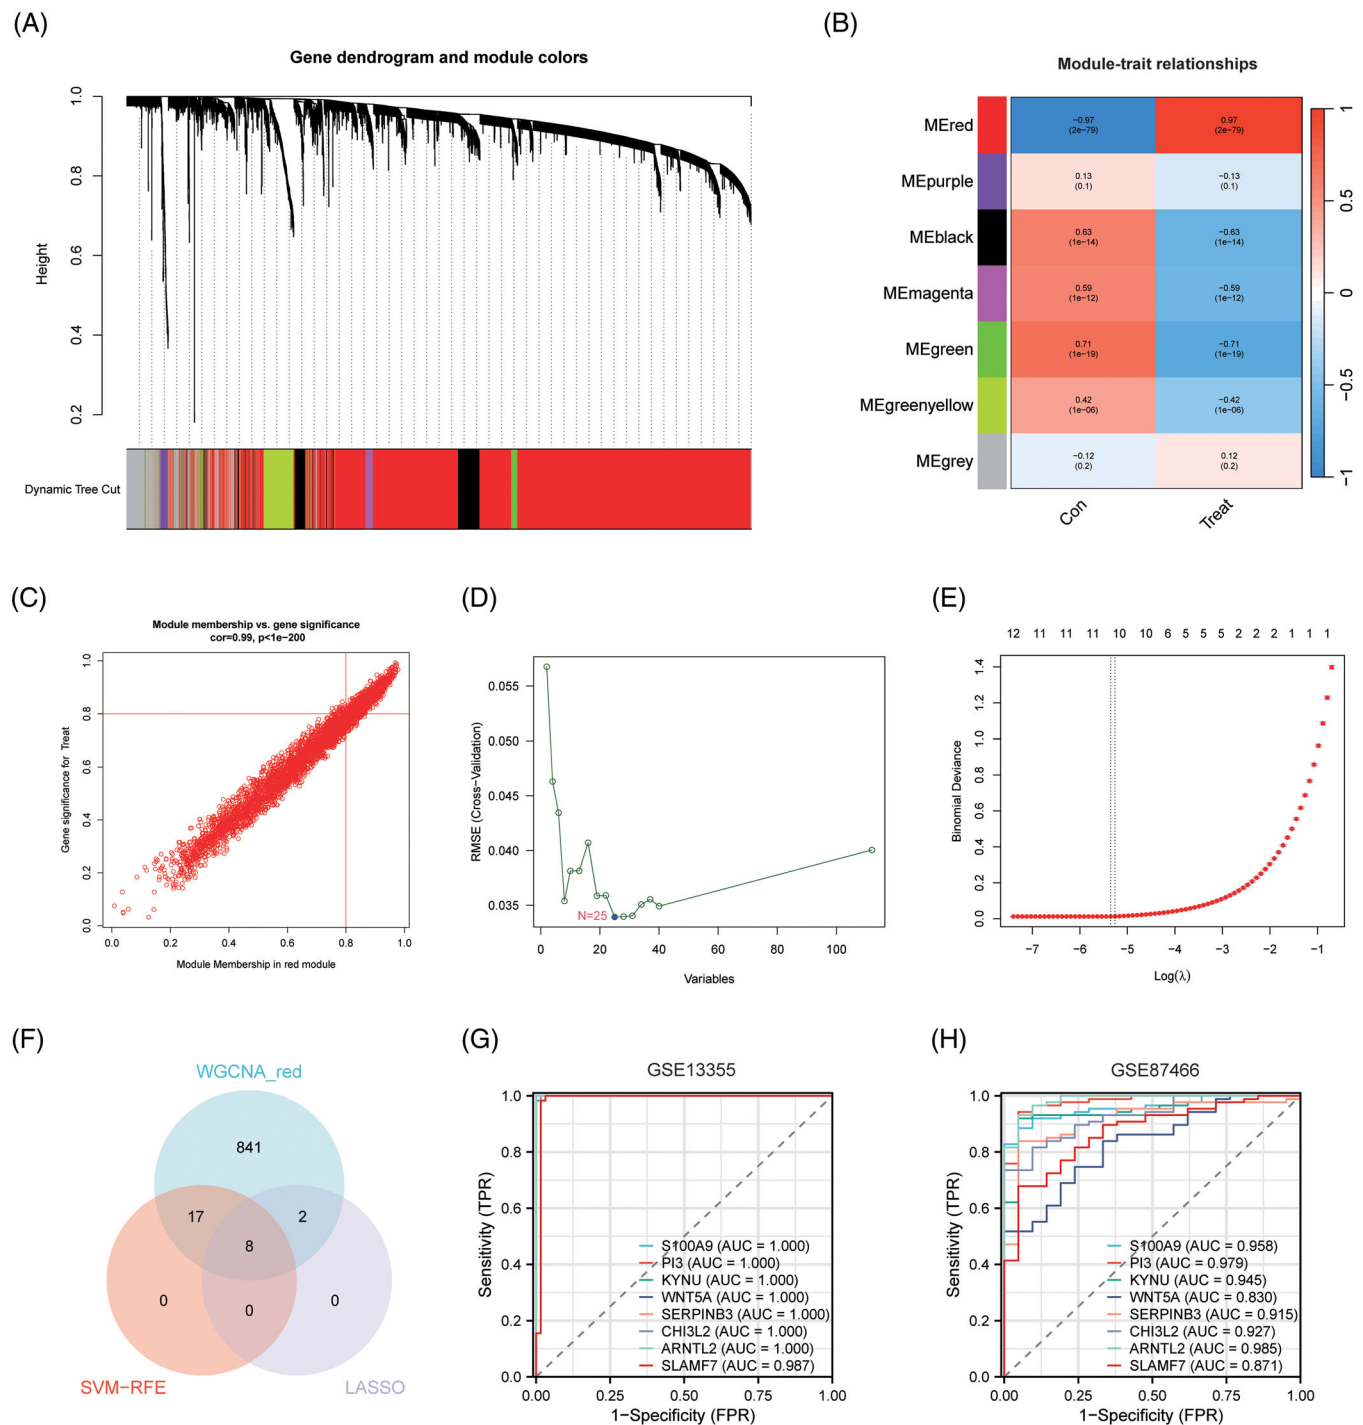 (A)
Gene dendrogram and module colors
Height
1.0
0.8
0.6
0.4
0.2
Dynamic Tree Cut
(B)
Module-trait relationships
MEred
−0.97
(2e−79)
0.97
(2e−79)
MEpurple
0.13
(0.1)
−0.13
(0.1)
MEblack
0.63
(1e−14)
−0.63
(1e−14)
MEmagenta
0.59
(1e−12)
−0.59
(1e−12)
MEgreen
0.71
(1e−19)
−0.71
(1e−19)
MEgreenyellow
0.42
(1e−06)
−0.42
(1e−06)
MEgrey
−0.12
(0.2)
0.12
(0.2)
Con
Treat
1
0.5
0
−0.5
−1
(C)
Module membership vs. gene significance
cor=0.99, p<1e−200
Gene significance for Treat
1.0
0.8
0.6
0.4
0.2
0.0
0.0 0.2 0.4 0.6 0.8 1.0
Module Membership in red module
(D)
RMSE (Cross−Validation)
0.055
0.050
0.045
0.040
0.035
N=25
0 20 40 60 80 100
Variables
(E)
12 11 11 11 10 10 6 5 5 5 2 2 2 1 1 1
Binomial Deviance
1.4
1.2
1.0
0.8
0.6
0.4
0.2
0.0
−7 −6 −5 −4 −3 −2 −1
Log(λ)
(F)
WGCNA_red
841
17
2
8
0
0
0
SVM−RFE
LASSO
(G)
GSE13355
Sensitivity (TPR)
1.0
0.8
0.6
0.4
0.2
0.0
S100A9 (AUC = 1.000)
PI3 (AUC = 1.000)
KYNU (AUC = 1.000)
WNT5A (AUC = 1.000)
SERPINB3 (AUC = 1.000)
CHI3L2 (AUC = 1.000)
ARNTL2 (AUC = 1.000)
SLAMF7 (AUC = 0.987)
0.00 0.25 0.50 0.75 1.00
1−Specificity (FPR)
(H)
GSE87466
Sensitivity (TPR)
1.0
0.8
0.6
0.4
0.2
0.0
S100A9 (AUC = 0.958)
PI3 (AUC = 0.979)
KYNU (AUC = 0.945)
WNT5A (AUC = 0.830)
SERPINB3 (AUC = 0.915)
CHI3L2 (AUC = 0.927)
ARNTL2 (AUC = 0.985)
SLAMF7 (AUC = 0.871)
0.00 0.25 0.50 0.75 1.00
1−Specificity (FPR)